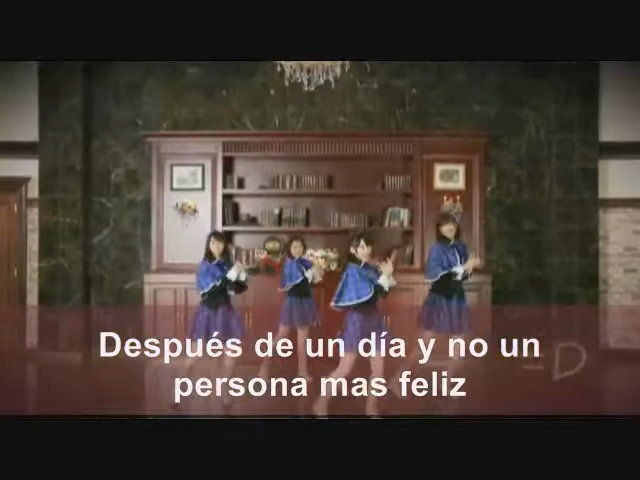 Después de un día y no un
persona mas feliz
=D